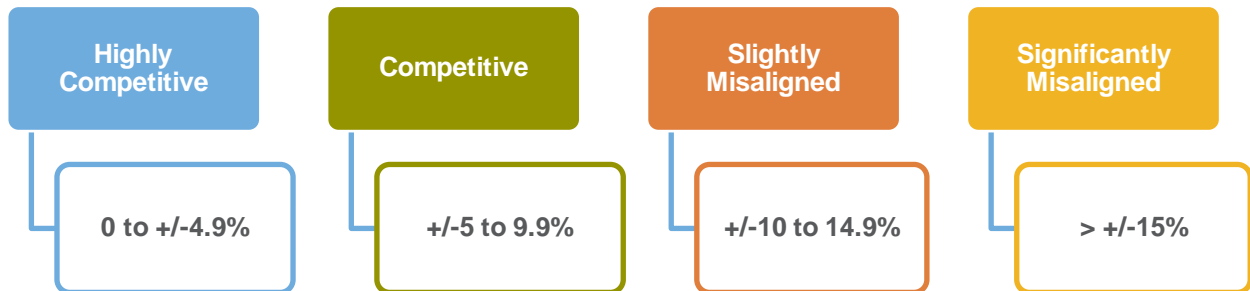 Highly
Competitive
0 to +/-4.9%
Competitive
+/-5 to 9.9%
Slightly
Misaligned
+/-10 to 14.9%
Significantly
Misaligned
> +/-15%